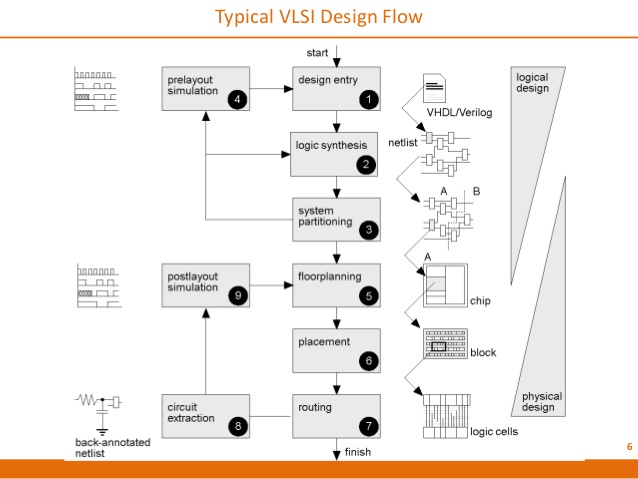 Typical VLSI Design Flow
start
prelayout
simulation
4
design entry
1
VHDL/Verilog
logical
design
logic synthesis
2
netlist
system
partitioning
3
A
B
postlayout
simulation
9
floorplanning
5
A
chip
placement
6
block
circuit
extraction
8
routing
7
logic cells
physical
design
back-annotated
netlist
finish
6